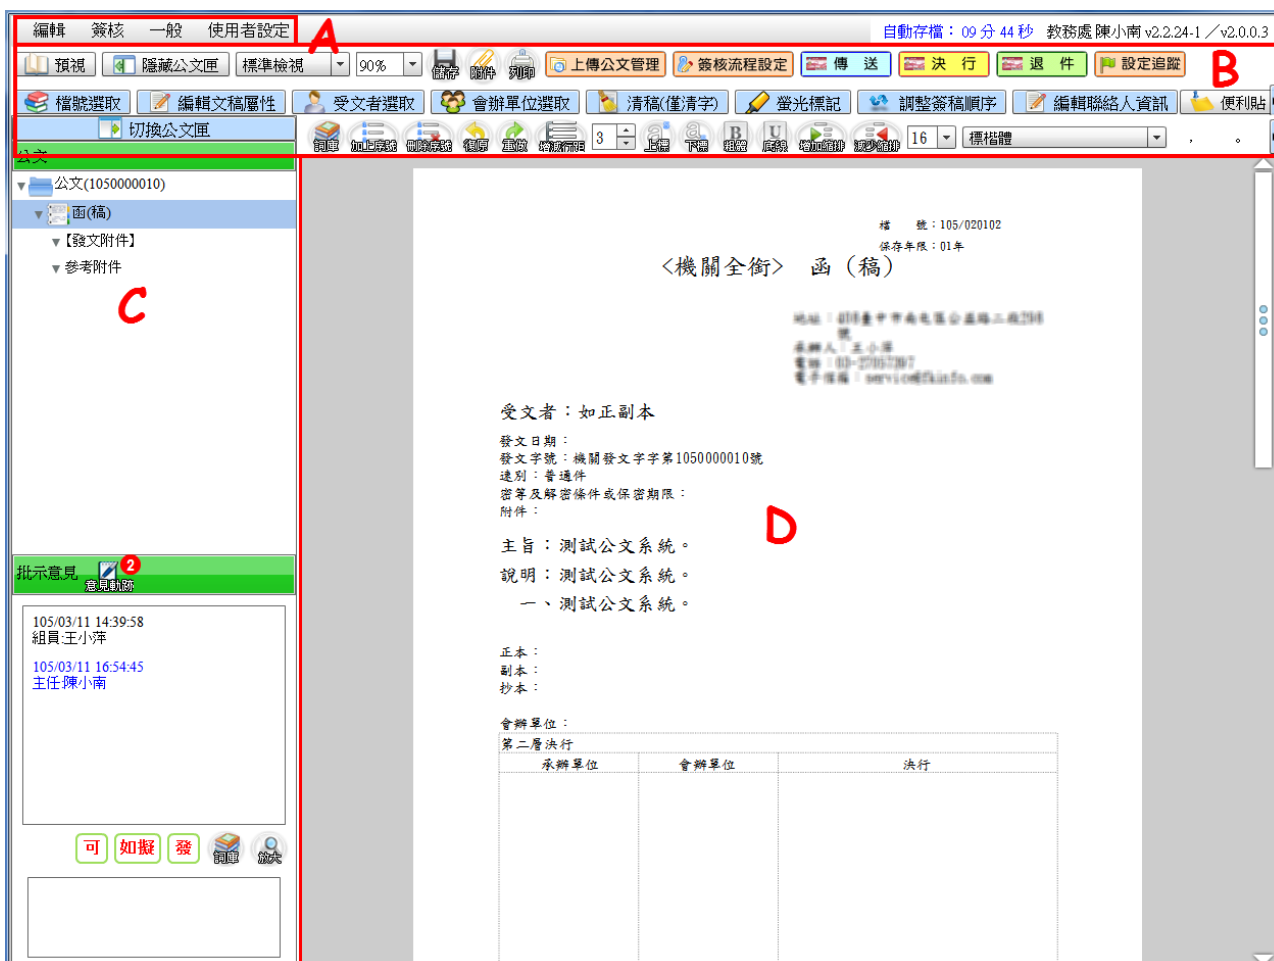 編輯 簽核 一般 使用者設定 A 自動存檔：09 分 44 秒 教務處 陳小南 v2.2.24-1／v2.0.0.3
預視 隱藏公文匣 標準檢視 90% 儲存 附件 列印 上傳公文管理 簽核流程設定 傳 送 決 行 退 件 設定追蹤 B
檔號選取 編輯文稿屬性 受文者選取 會辦單位選取 清稿(僅清字) 螢光標記 調整簽稿順序 編輯聯絡人資訊 便利貼
切換公文匣 詞庫 加上序號 刪除序號 復原 重做 增減行距 3 上標 下標 粗體 底線 增加縮排 減少縮排 16 標楷體 ， 。
公文
公文(1050000010)
函(稿)
【發文附件】
參考附件
C
批示意見 意見軌跡 2
105/03/11 14:39:58
組員:王小萍
105/03/11 16:54:45
主任:陳小南
可 如擬 發 詞庫 放大
檔 號：105/020102
保存年限：01年
<機關全銜> 函（稿）
受文者：如正副本
發文日期：
發文字號：機關發文字字第1050000010號
速別：普通件
密等及解密條件或保密期限：
附件：
D
主旨：測試公文系統。
說明：測試公文系統。
一、測試公文系統。
正本：
副本：
抄本：
會辦單位：
第二層決行
承辦單位 會辦單位 決行